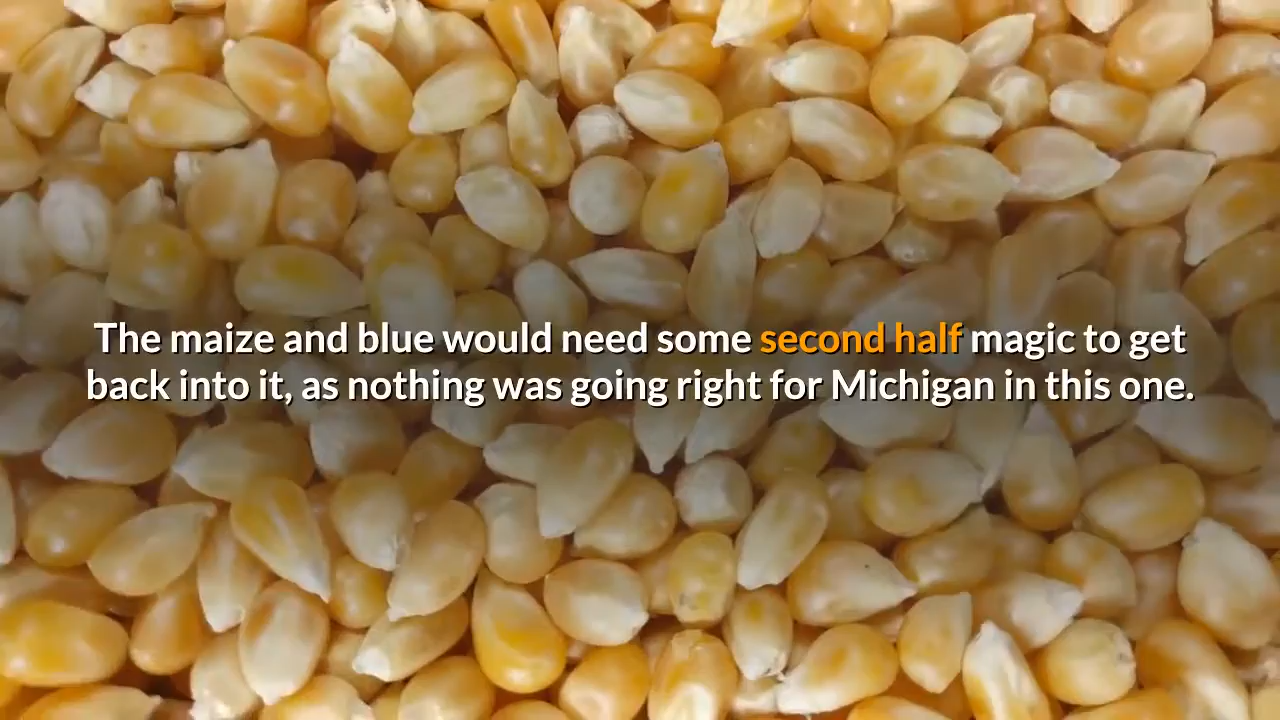 The maize and blue would need some second half magic to get
back into it, as nothing was going right for Michigan in this one.